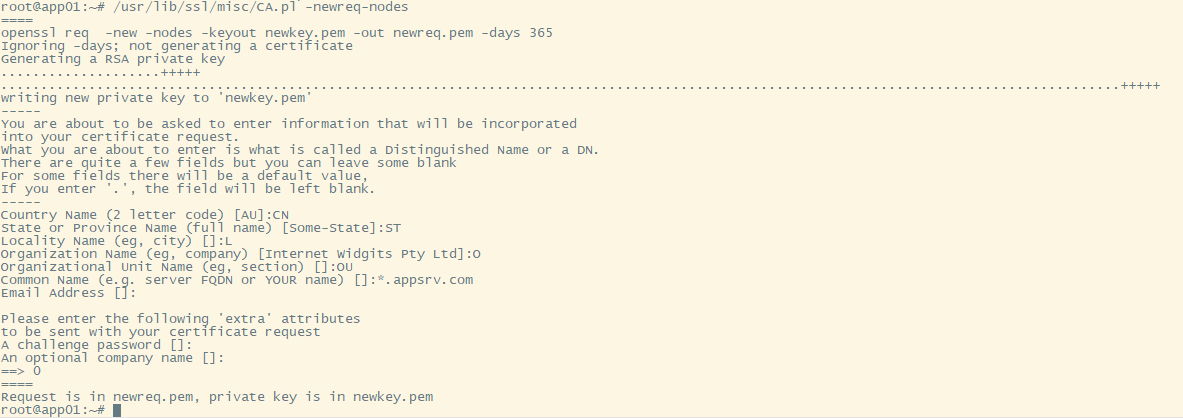 root@app01:~# /usr/lib/ssl/misc/CA.pl -newreq-nodes
====
openssl req  -new -nodes -keyout newkey.pem -out newreq.pem -days 365
Ignoring -days; not generating a certificate
Generating a RSA private key
....................+++++
............................................................................................................................................+++++
writing new private key to 'newkey.pem'
-----
You are about to be asked to enter information that will be incorporated
into your certificate request.
What you are about to enter is what is called a Distinguished Name or a DN.
There are quite a few fields but you can leave some blank
For some fields there will be a default value,
If you enter '.', the field will be left blank.
-----
Country Name (2 letter code) [AU]:CN
State or Province Name (full name) [Some-State]:ST
Locality Name (eg, city) []:L
Organization Name (eg, company) [Internet Widgits Pty Ltd]:O
Organizational Unit Name (eg, section) []:OU
Common Name (e.g. server FQDN or YOUR name) []:*.appsrv.com
Email Address []:

Please enter the following 'extra' attributes
to be sent with your certificate request
A challenge password []:
An optional company name []:
==> 0
====
Request is in newreq.pem, private key is in newkey.pem
root@app01:~#